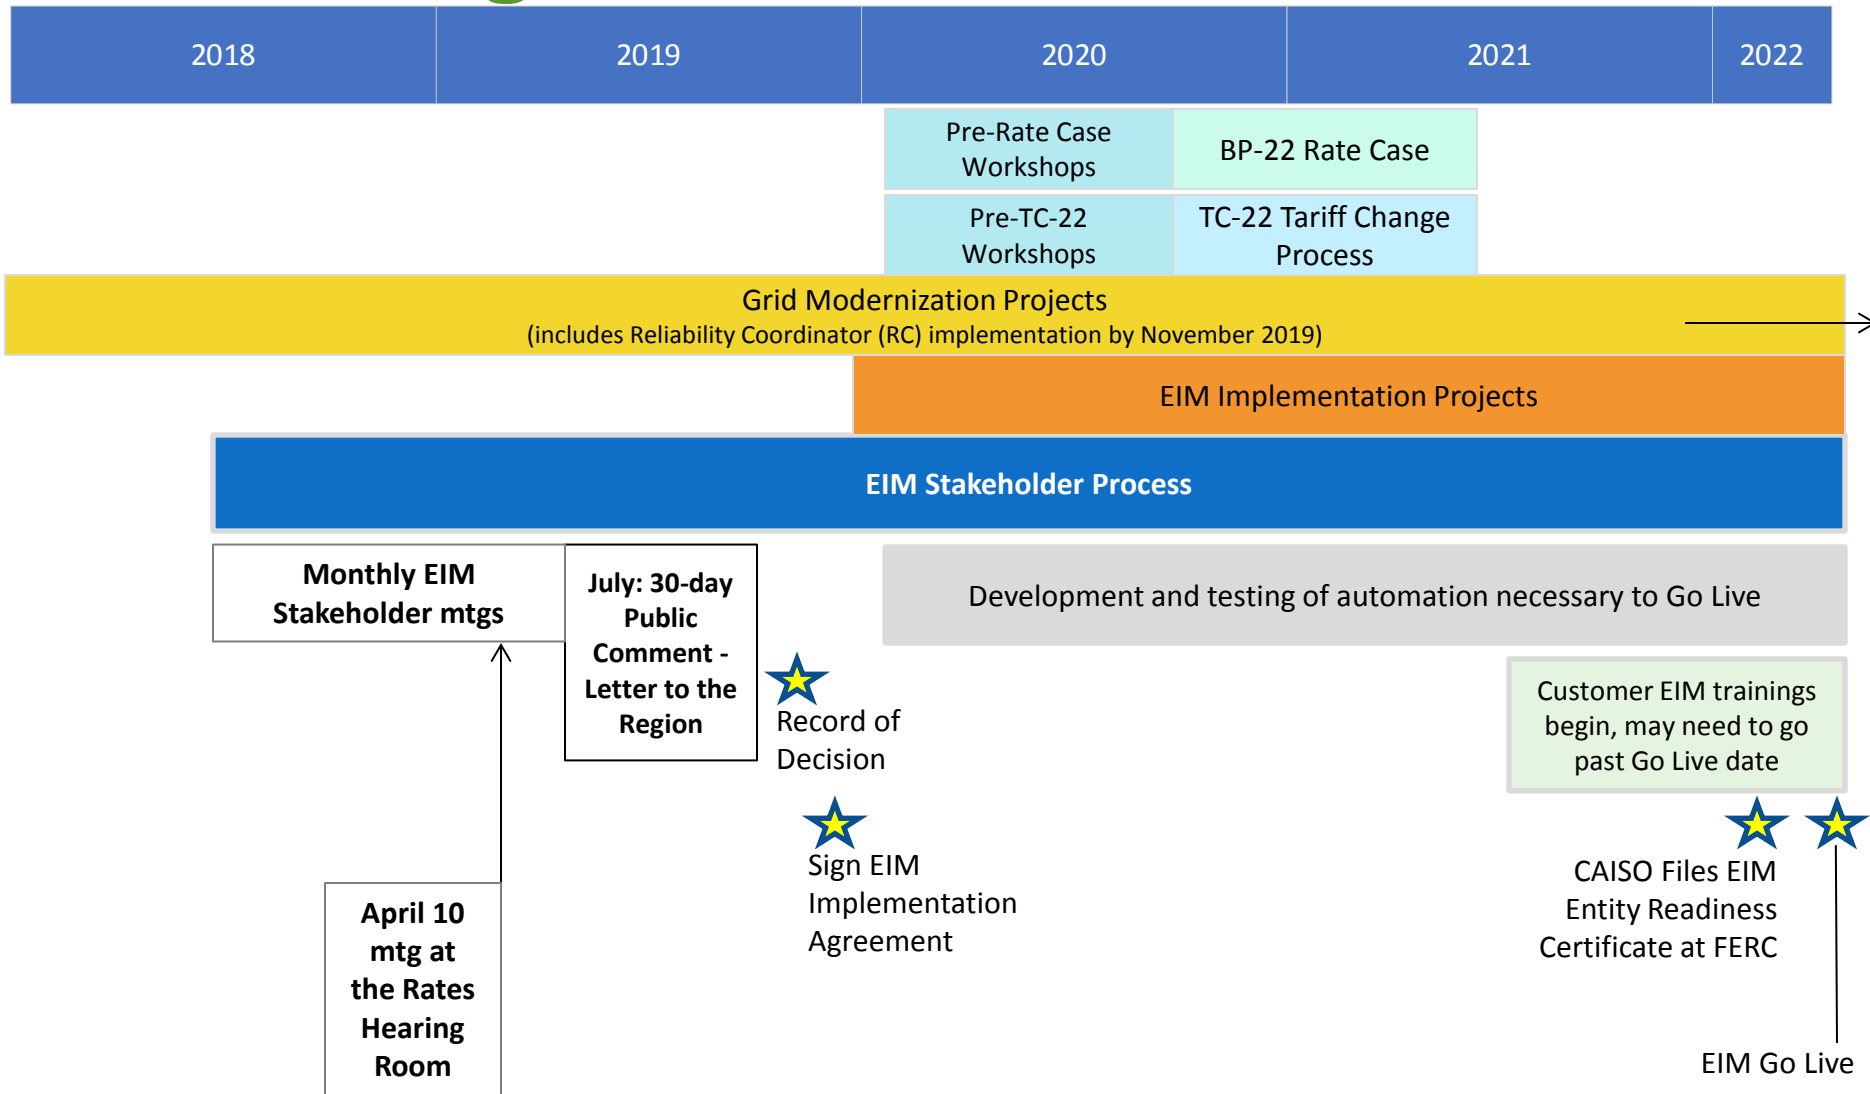 2018
2019
2020
2021
2022
Pre-Rate Case
Workshops
BP-22 Rate Case
Pre-TC-22
Workshops
TC-22 Tariff Change
Process
Grid Modernization Projects
(includes Reliability Coordinator (RC) implementation by November 2019)
EIM Implementation Projects
EIM Stakeholder Process
Monthly EIM
Stakeholder mtgs
July: 30-day
Public
Comment -
Letter to the
Region
Development and testing of automation necessary to Go Live
Record of
Decision
Customer EIM trainings
begin, may need to go
past Go Live date
Sign EIM
Implementation
Agreement
CAISO Files EIM
Entity Readiness
Certificate at FERC
April 10
mtg at
the Rates
Hearing
Room
EIM Go Live